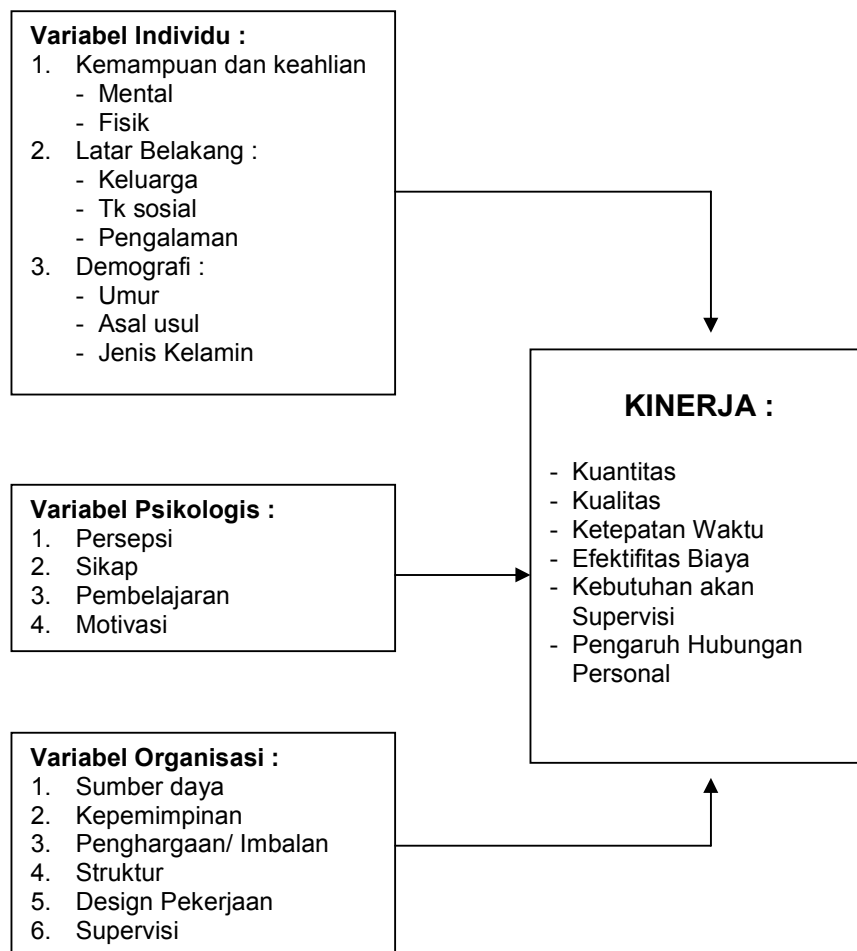 Variabel Individu :
1. Kemampuan dan keahlian
- Mental
- Fisik
2. Latar Belakang :
- Keluarga
- Tk sosial
- Pengalaman
3. Demografi :
- Umur
- Asal usul
- Jenis Kelamin
Variabel Psikologis :
1. Persepsi
2. Sikap
3. Pembelajaran
4. Motivasi
Variabel Organisasi :
1. Sumber daya
2. Kepemimpinan
3. Penghargaan/ Imbalan
4. Struktur
5. Design Pekerjaan
6. Supervisi
KINERJA :
- Kuantitas
- Kualitas
- Ketepatan Waktu
- Efektifitas Biaya
- Kebutuhan akan
Supervisi
- Pengaruh Hubungan
Personal